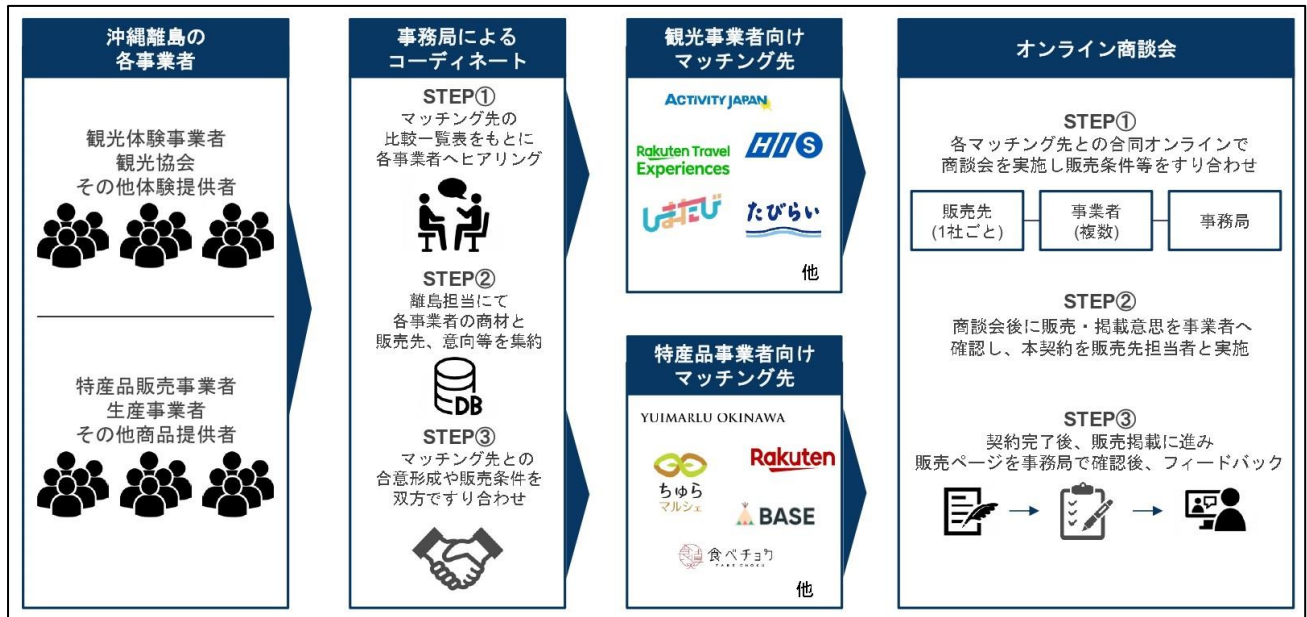 沖縄離島の
各事業者
観光体験事業者
観光協会
その他体験提供者
特産品販売事業者
生産事業者
その他商品提供者
事務局による
コーディネート
STEP①
マッチング先の
比較一覧表をもとに
各事業者へヒアリング
STEP②
離島担当にて
各事業者の商材と
販売先、意向等を集約
DB
STEP③
マッチング先との
合意形成や販売条件を
双方ですり合わせ
観光事業者向け
マッチング先
ACTIVITY JAPAN
Rakuten Travel
Experiences
HIS
しまたび
たびらい
他
特産品事業者向け
マッチング先
YUIMARLU OKINAWA
ちゅら
マルシェ
Rakuten
BASE
食べチョク
TABE CHOKU
他
オンライン商談会
STEP①
各マッチング先との合同オンラインで
商談会を実施し販売条件等をすり合わせ
販売先
(1社ごと)
事業者
(複数)
事務局
STEP②
商談会後に販売・掲載意思を事業者へ
確認し、本契約を販売先担当者と実施
STEP③
契約完了後、販売掲載に進み
販売ページを事務局で確認後、フィードバック